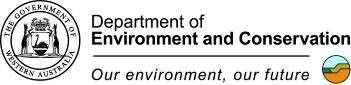 THE GOVERNMENT OF
WESTERN AUSTRALIA
Department of
Environment and Conservation
Our environment, our future